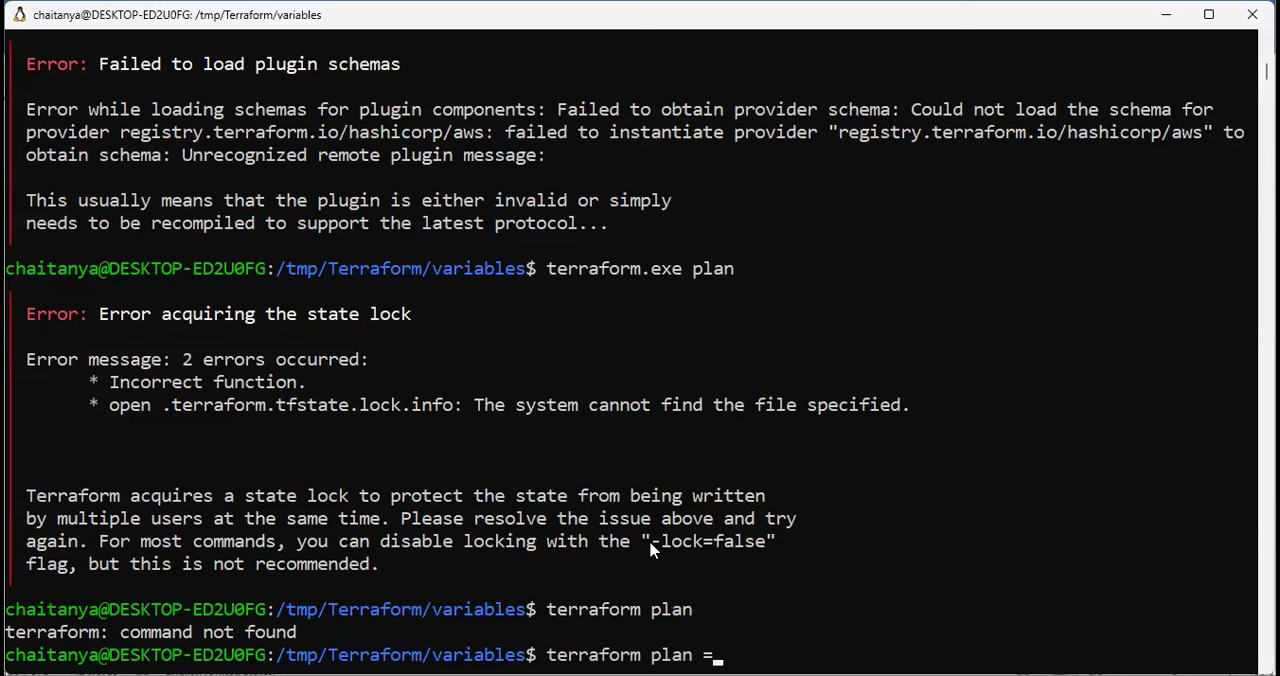 chaitanya@DESKTOP-ED2U0FG: /tmp/Terraform/variables
Error: Failed to load plugin schemas
Error while loading schemas for plugin components: Failed to obtain provider schema: Could not load the schema for
provider registry.terraform.io/hashicorp/aws: failed to instantiate provider "registry.terraform.io/hashicorp/aws" to
obtain schema: Unrecognized remote plugin message:
This usually means that the plugin is either invalid or simply
needs to be recompiled to support the latest protocol...
chaitanya@DESKTOP-ED2U0FG:/tmp/Terraform/variables$ terraform.exe plan
Error: Error acquiring the state lock
Error message: 2 errors occurred:
* Incorrect function.
* open .terraform.tfstate.lock.info: The system cannot find the file specified.
Terraform acquires a state lock to protect the state from being written
by multiple users at the same time. Please resolve the issue above and try
again. For most commands, you can disable locking with the "-lock=false"
flag, but this is not recommended.
chaitanya@DESKTOP-ED2U0FG:/tmp/Terraform/variables$ terraform plan
terraform: command not found
chaitanya@DESKTOP-ED2U0FG:/tmp/Terraform/variables$ terraform plan =